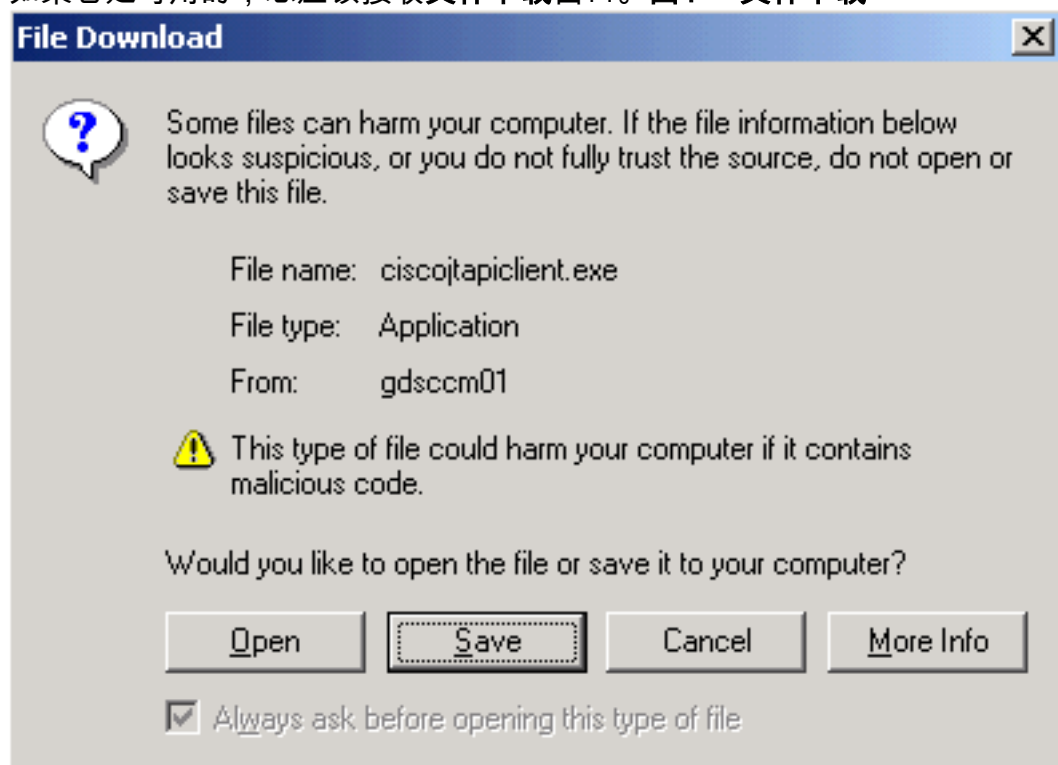 File Download
Some files can harm your computer. If the file information below
looks suspicious, or you do not fully trust the source, do not open or
save this file.
File name: ciscojtapiclient.exe
File type: Application
From: gdsccm01
This type of file could harm your computer if it contains
malicious code.
Would you like to open the file or save it to your computer?
Open Save Cancel More Info
Always ask before opening this type of file